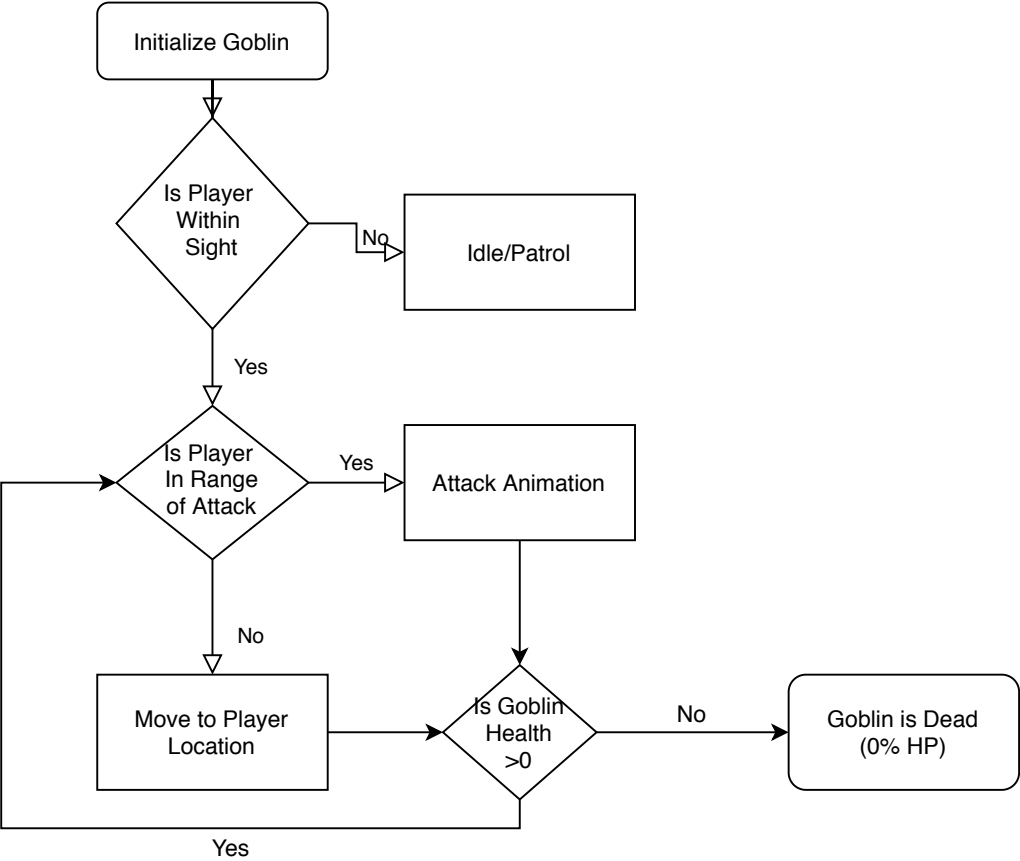 Initialize Goblin
Is Player
Within
Sight
No
Idle/Patrol
Yes
Is Player
In Range
of Attack
Yes
Attack Animation
No
Move to Player
Location
Is Goblin
Health
>0
No
Goblin is Dead
(0% HP)
Yes